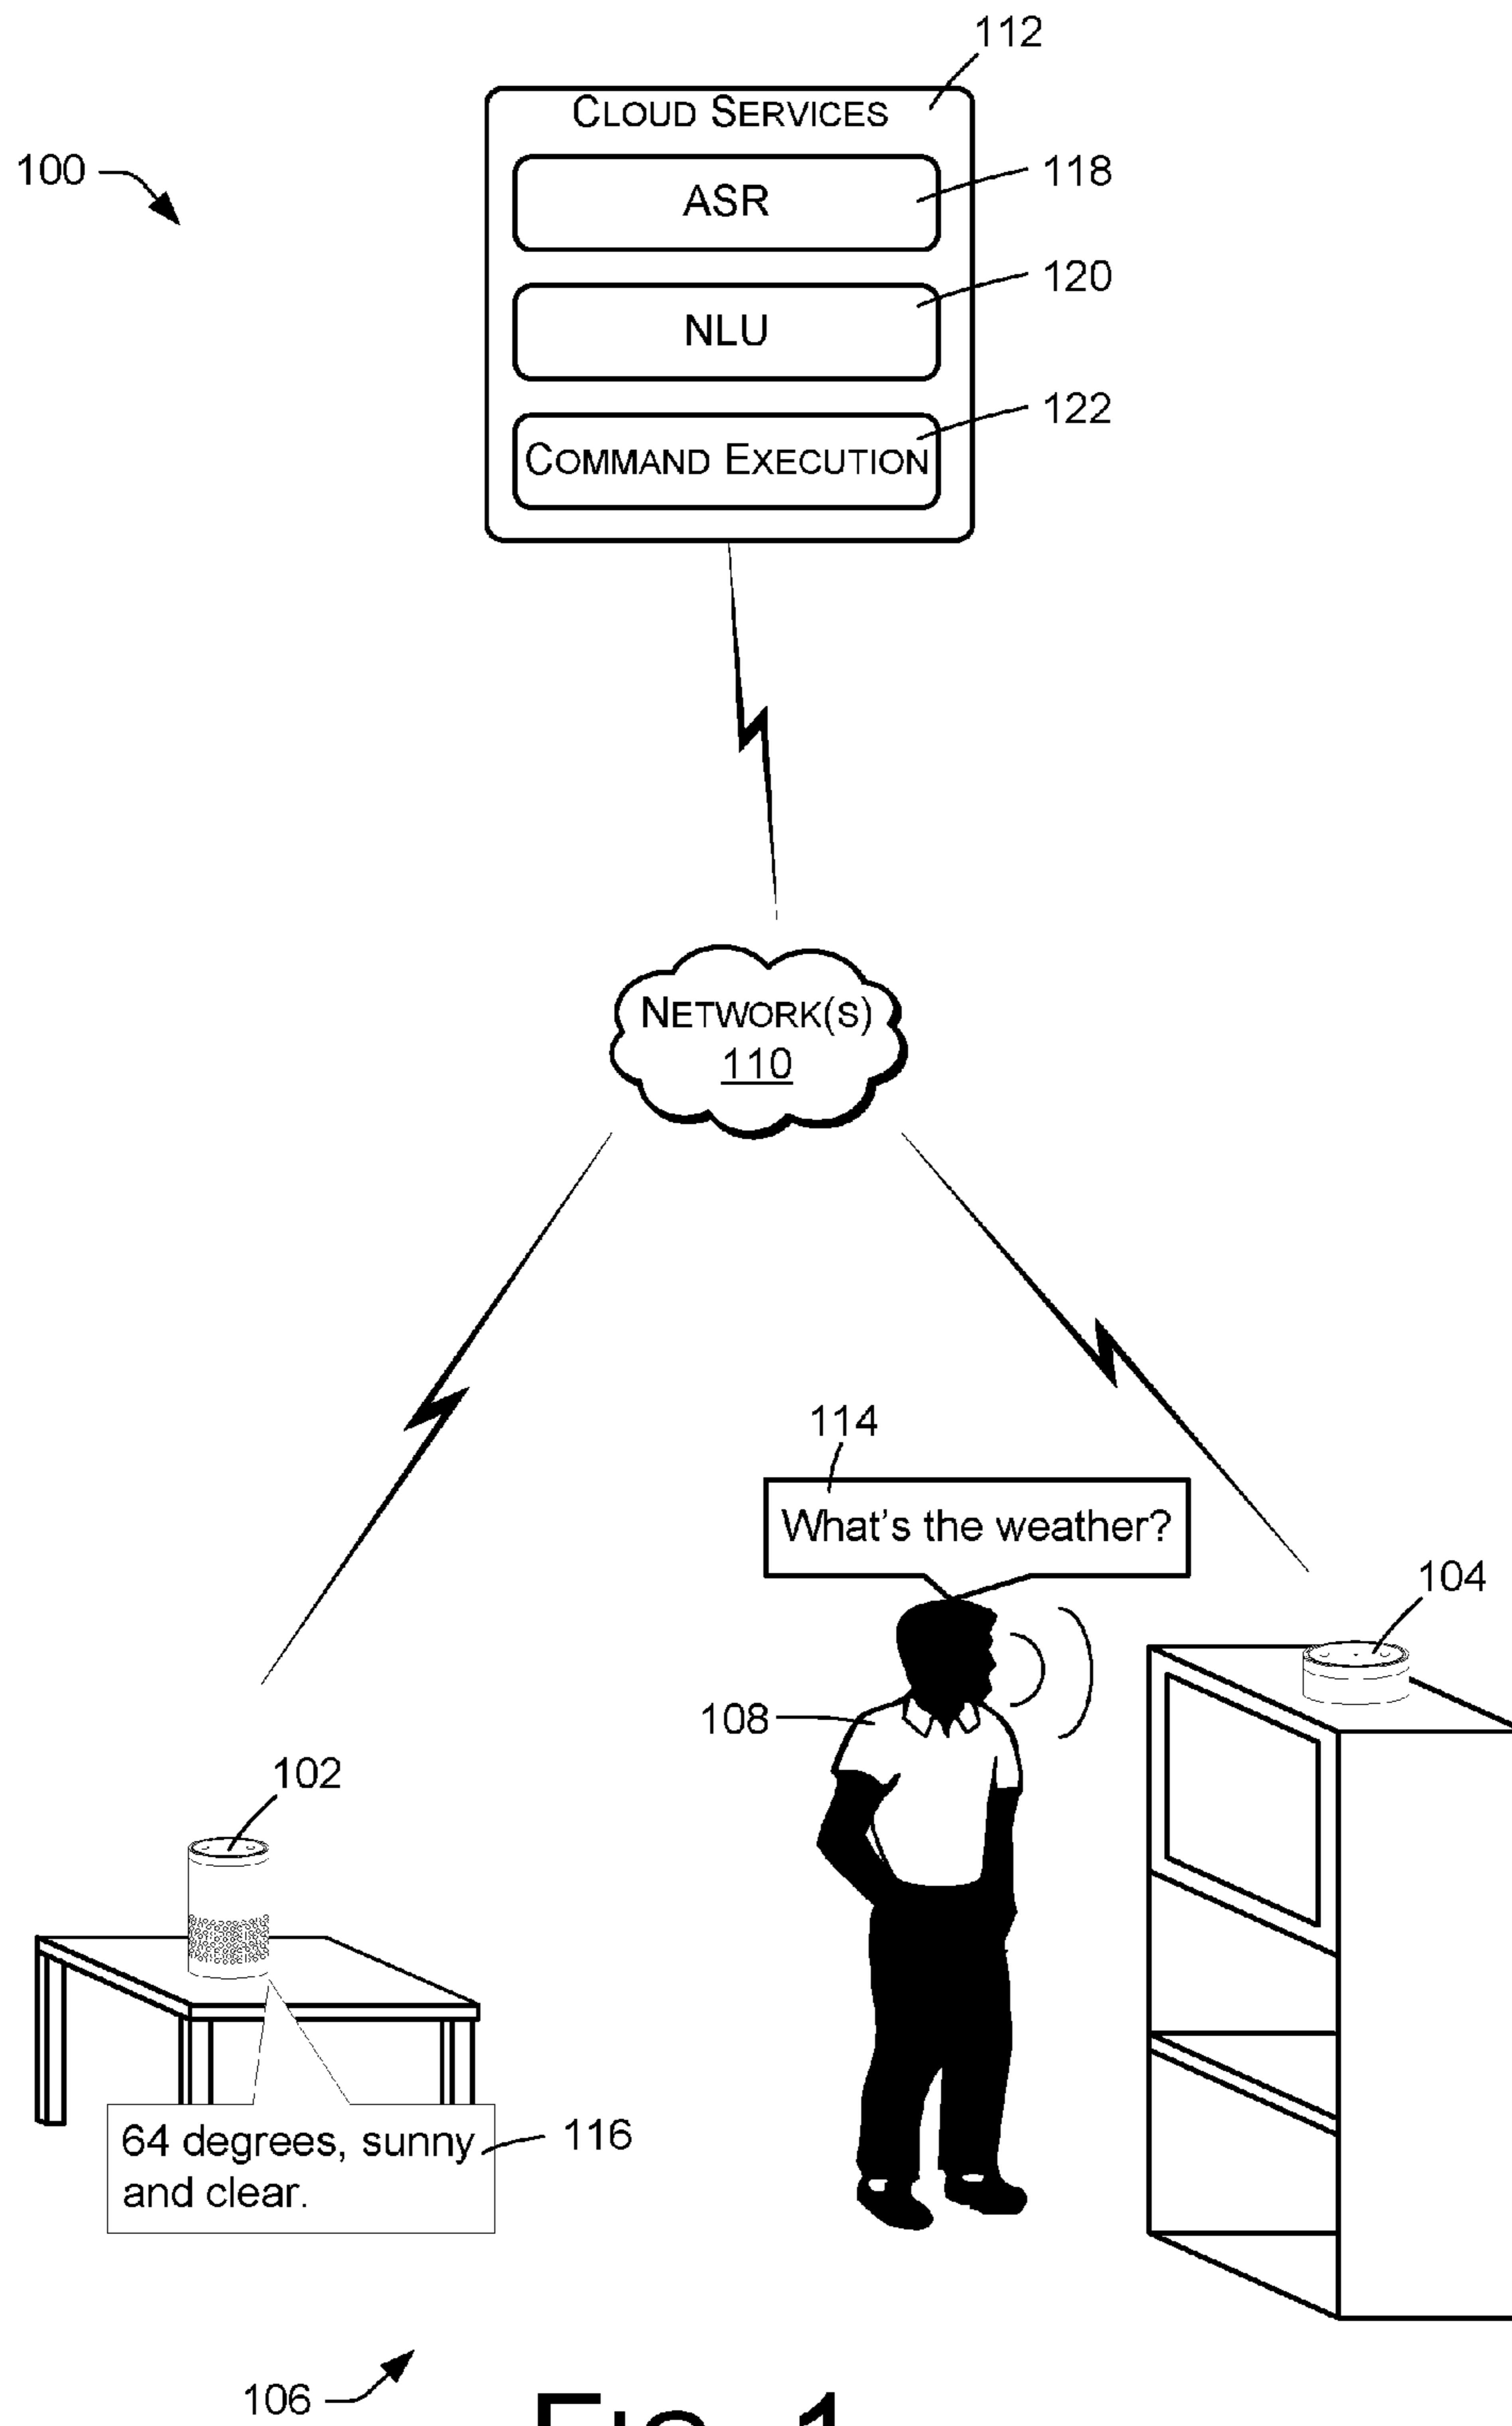 112
CLOUD SERVICES
100
ASR
118
NLU
120
COMMAND EXECUTION
122
NETWORK(S)
110
114
What's the weather?
104
108
102
64 degrees, sunny
and clear.
116
106
FIG. 1